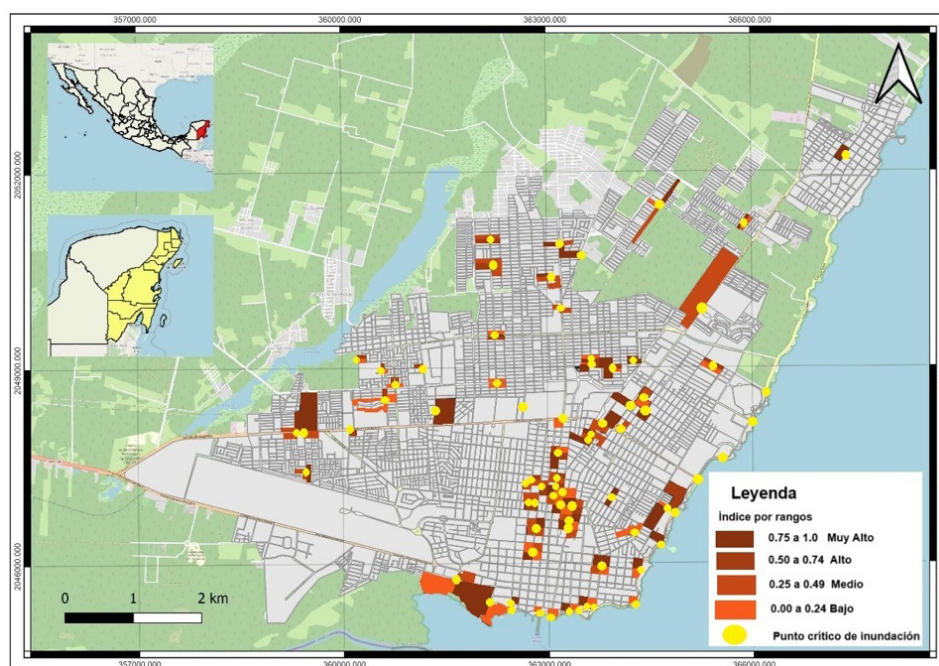 357000.000 360000.000 363000.000 366000.000
2052000.000
2049000.000
2046000.000
0 1 2 km
Leyenda
Índice por rangos
0.75 a 1.0 Muy Alto
0.50 a 0.74 Alto
0.25 a 0.49 Medio
0.00 a 0.24 Bajo
Punto critico de inundación
357000.000 360000.000 363000.000 366000.000